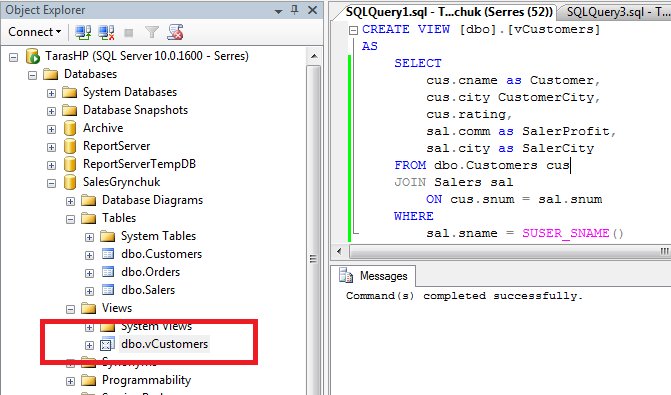 Object Explorer
Connect
TarasHP (SQL Server 10.0.1600 - Serres)
Databases
System Databases
Database Snapshots
Archive
ReportServer
ReportServerTempDB
SalesGrynchuk
Database Diagrams
Tables
System Tables
dbo.Customers
dbo.Orders
dbo.Salers
Views
System Views
dbo.vCustomers
Synonyms
Programmability
SQLQuery1.sql - T...chuk (Serres (52))
SQLQuery3.sql - T...
CREATE VIEW [dbo].[vCustomers]
AS
SELECT
cus.cname as Customer,
cus.city CustomerCity,
cus.rating,
sal.comm as SalerProfit,
sal.city as SalerCity
FROM dbo.Customers cus
JOIN Salers sal
ON cus.snum = sal.snum
WHERE
sal.sname = SUSER_SNAME()
Messages
Command(s) completed successfully.